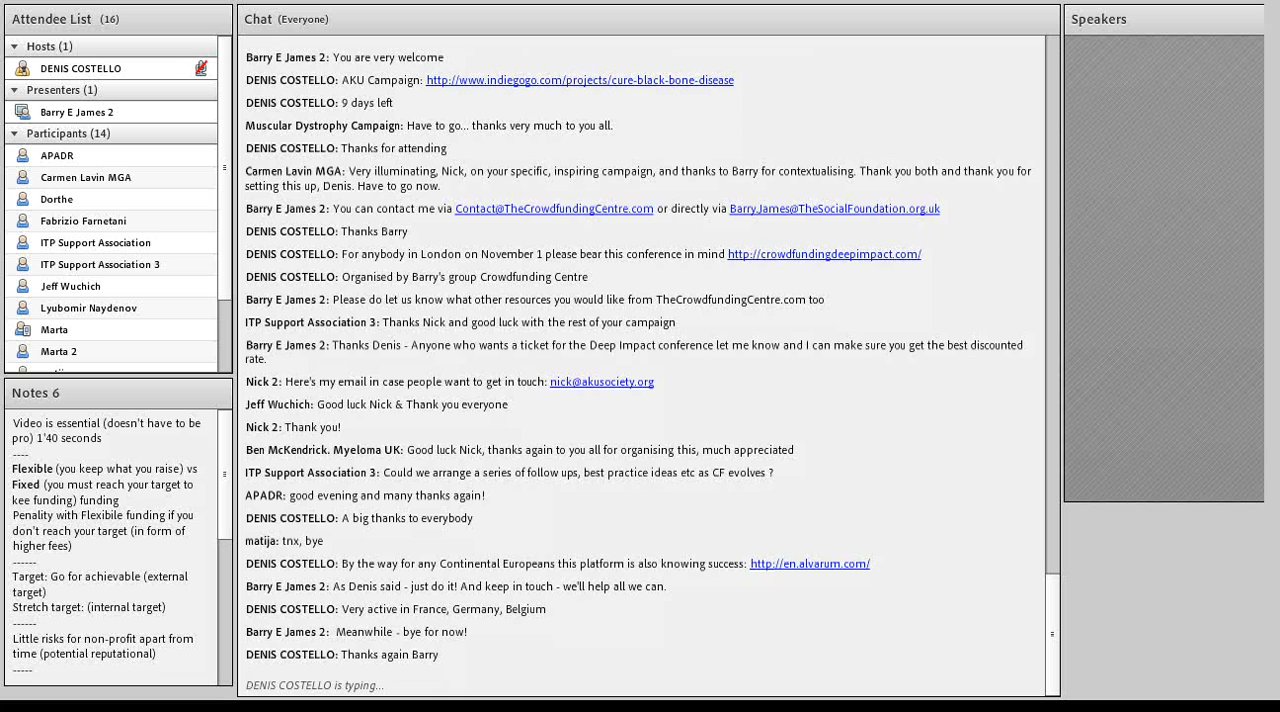 Attendee List (16)
Hosts (1)
DENIS COSTELLO
Presenters (1)
Barry E James 2
Participants (14)
APADR
Carmen Lavin MGA
Dorthe
Fabrizio Farnetani
ITP Support Association
ITP Support Association 3
Jeff Wuchich
Lyubomir Naydenov
Marta
Marta 2
Notes 6
Video is essential (doesn't have to be
pro) 1'40 seconds
----
Flexible (you keep what you raise) vs
Fixed (you must reach your target to
kee funding) funding
Penality with Flexibile funding if you
don't reach your target (in form of
higher fees)
------
Target: Go for achievable (external
target)
Stretch target: (internal target)
------
Little risks for non-profit apart from
time (potential reputational)
-----
Chat (Everyone)
Barry E James 2: You are very welcome
DENIS COSTELLO: AKU Campaign: http://www.indiegogo.com/projects/cure-black-bone-disease
DENIS COSTELLO: 9 days left
Muscular Dystrophy Campaign: Have to go... thanks very much to you all.
DENIS COSTELLO: Thanks for attending
Carmen Lavin MGA: Very illuminating, Nick, on your specific, inspiring campaign, and thanks to Barry for contextualising. Thank you both and thank you for
setting this up, Denis. Have to go now.
Barry E James 2: You can contact me via Contact@TheCrowdfundingCentre.com or directly via Barry.James@TheSocialFoundation.org.uk
DENIS COSTELLO: Thanks Barry
DENIS COSTELLO: For anybody in London on November 1 please bear this conference in mind http://crowdfundingdeepimpact.com/
DENIS COSTELLO: Organised by Barry's group Crowdfunding Centre
Barry E James 2: Please do let us know what other resources you would like from TheCrowdfundingCentre.com too
ITP Support Association 3: Thanks Nick and good luck with the rest of your campaign
Barry E James 2: Thanks Denis - Anyone who wants a ticket for the Deep Impact conference let me know and I can make sure you get the best discounted
rate.
Nick 2: Here's my email in case people want to get in touch: nick@akusociety.org
Jeff Wuchich: Good luck Nick & Thank you everyone
Nick 2: Thank you!
Ben McKendrick. Myeloma UK: Good luck Nick, thanks again to you all for organising this, much appreciated
ITP Support Association 3: Could we arrange a series of follow ups, best practice ideas etc as CF evolves ?
APADR: good evening and many thanks again!
DENIS COSTELLO: A big thanks to everybody
matija: tnx, bye
DENIS COSTELLO: By the way for any Continental Europeans this platform is also knowing success: http://en.alvarum.com/
Barry E James 2: As Denis said - just do it! And keep in touch - we'll help all we can.
DENIS COSTELLO: Very active in France, Germany, Belgium
Barry E James 2: Meanwhile - bye for now!
DENIS COSTELLO: Thanks again Barry
DENIS COSTELLO is typing...
Speakers